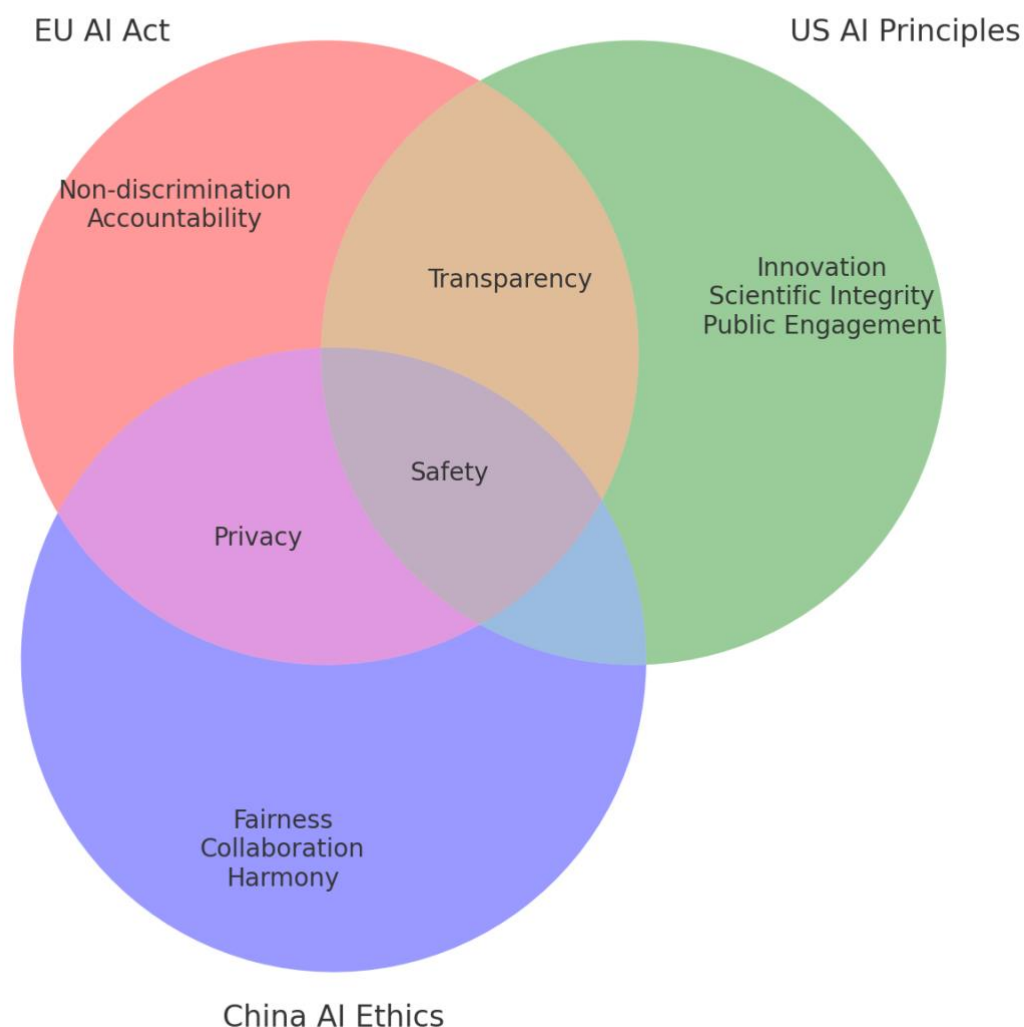 EU AI Act
US AI Principles
Non-discrimination
Accountability
Transparency
Innovation
Scientific Integrity
Public Engagement
Safety
Privacy
Fairness
Collaboration
Harmony
China AI Ethics